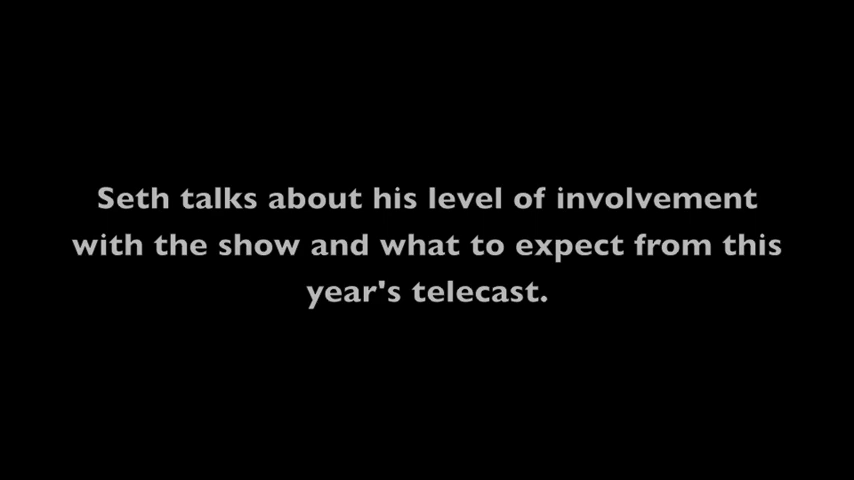 Seth talks about his level of involvement
with the show and what to expect from this
year's telecast.